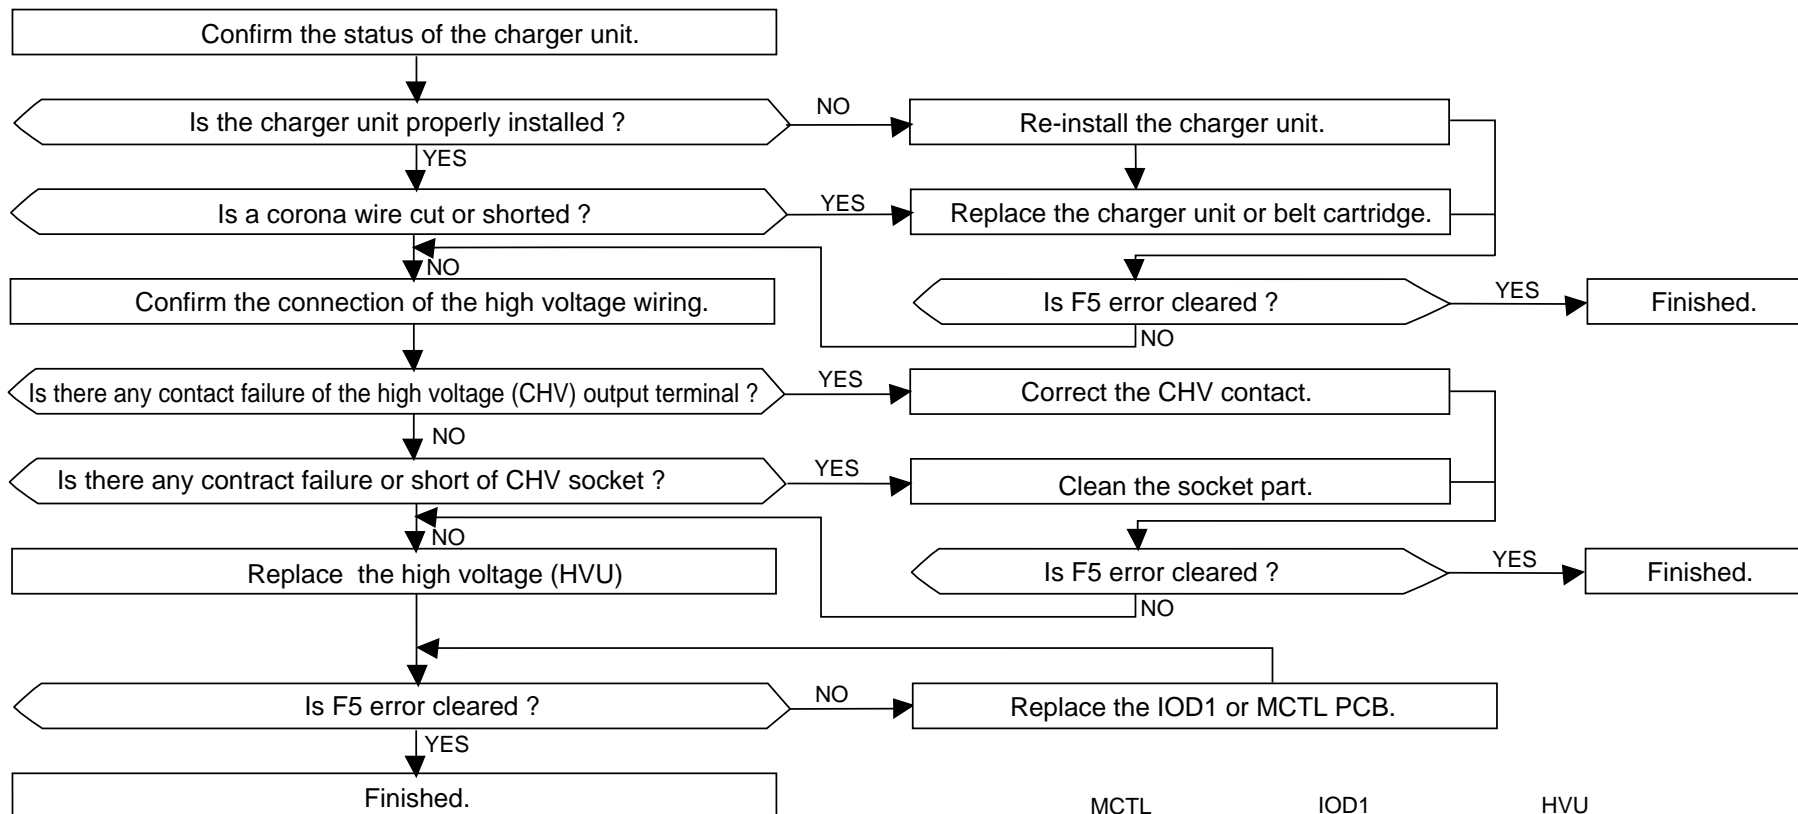 Confirm the status of the charger unit.
Is the charger unit properly installed ?
NO
Re-install the charger unit.
YES
Is a corona wire cut or shorted ?
YES
Replace the charger unit or belt cartridge.
NO
Confirm the connection of the high voltage wiring.
Is F5 error cleared ?
YES
Finished.
NO
Is there any contact failure of the high voltage (CHV) output terminal ?
YES
Correct the CHV contact.
NO
Is there any contract failure or short of CHV socket ?
YES
Clean the socket part.
NO
Replace  the high voltage (HVU)
Is F5 error cleared ?
YES
Finished.
NO
Is F5 error cleared ?
NO
Replace the IOD1 or MCTL PCB.
YES
Finished.
MCTL
IOD1
HVU